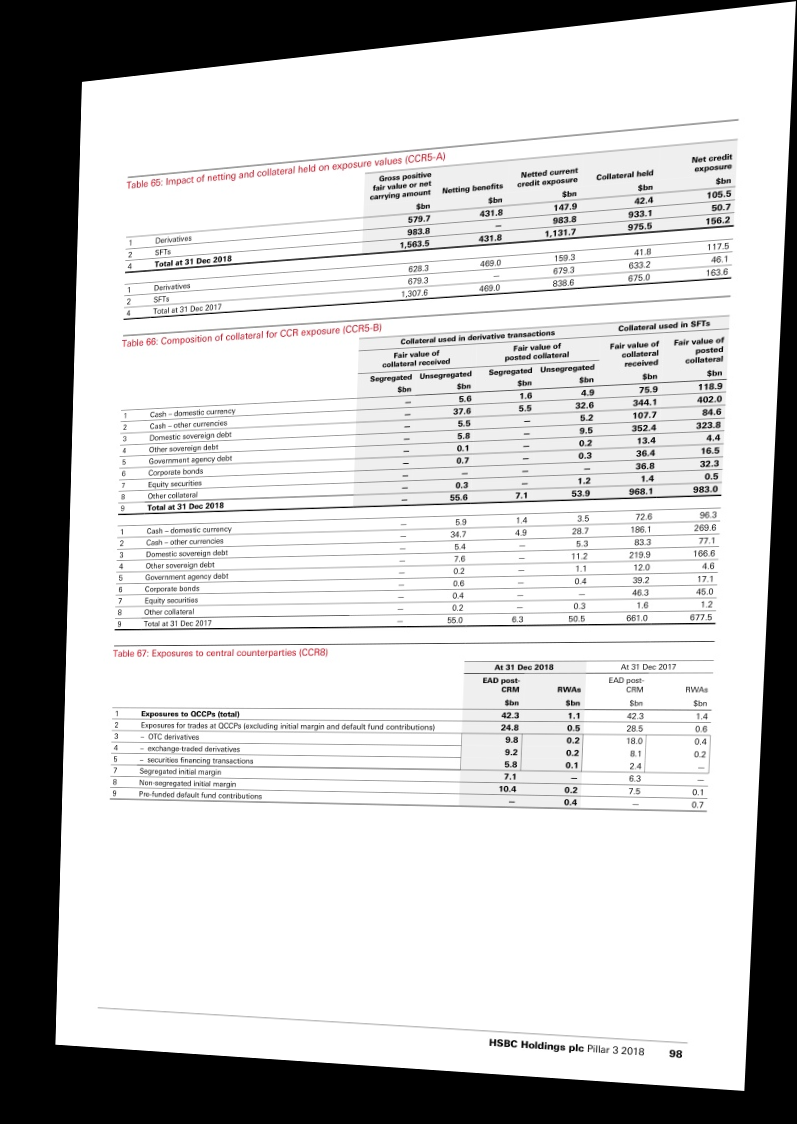 Table 65: Impact of netting and collateral held on exposure values (CCR5-A)
Gross positive fair value or net carrying amount Netting benefits Netted current credit exposure Collateral held Net credit exposure
$bn $bn $bn $bn $bn
1 Derivatives 579.7 431.8 147.9 42.4 105.5
2 SFTs 983.8 — 983.8 933.1 50.7
4 Total at 31 Dec 2018 1,563.5 431.8 1,131.7 975.5 156.2
1 Derivatives 628.3 469.0 159.3 41.8 117.5
2 SFTs 679.3 — 679.3 633.2 46.1
4 Total at 31 Dec 2017 1,307.6 469.0 838.6 675.0 163.6
Table 66: Composition of collateral for CCR exposure (CCR5-B)
Collateral used in derivative transactions Collateral used in SFTs
Fair value of collateral received Fair value of posted collateral Fair value of collateral received Fair value of posted collateral
Segregated Unsegregated Segregated Unsegregated
$bn $bn $bn $bn $bn $bn
1 Cash – domestic currency — 5.6 1.6 4.9 75.9 118.9
2 Cash – other currencies — 37.6 5.5 32.6 344.1 402.0
3 Domestic sovereign debt — 5.5 — 5.2 107.7 84.6
4 Other sovereign debt — 5.8 — 9.5 352.4 323.8
5 Government agency debt — 0.1 — 0.2 13.4 4.4
6 Corporate bonds — 0.7 — 0.3 36.4 16.5
7 Equity securities — — — — 36.8 32.3
8 Other collateral — 0.3 — 1.2 1.4 0.5
9 Total at 31 Dec 2018 — 55.6 7.1 53.9 968.1 983.0
1 Cash – domestic currency — 5.9 1.4 3.5 72.6 96.3
2 Cash – other currencies — 34.7 4.9 28.7 186.1 269.6
3 Domestic sovereign debt — 5.4 — 5.3 83.3 77.1
4 Other sovereign debt — 7.6 — 11.2 219.9 166.6
5 Government agency debt — 0.2 — 1.1 12.0 4.6
6 Corporate bonds — 0.6 — 0.4 39.2 17.1
7 Equity securities — 0.4 — — 46.3 45.0
8 Other collateral — 0.2 — 0.3 1.6 1.2
9 Total at 31 Dec 2017 — 55.0 6.3 50.5 661.0 677.5
Table 67: Exposures to central counterparties (CCR8)
At 31 Dec 2018 At 31 Dec 2017
EAD post-CRM RWAs EAD post-CRM RWAs
$bn $bn $bn $bn
1 Exposures to QCCPs (total) 42.3 1.1 42.3 1.4
2 Exposures for trades at QCCPs (excluding initial margin and default fund contributions) 24.8 0.5 28.5 0.6
3 – OTC derivatives 9.8 0.2 18.0 0.4
4 – exchange-traded derivatives 9.2 0.2 8.1 0.2
5 – securities financing transactions 5.8 0.1 2.4 —
7 Segregated initial margin 7.1 — 6.3 —
8 Non-segregated initial margin 10.4 0.2 7.5 0.1
9 Pre-funded default fund contributions — 0.4 — 0.7
HSBC Holdings plc Pillar 3 2018 98